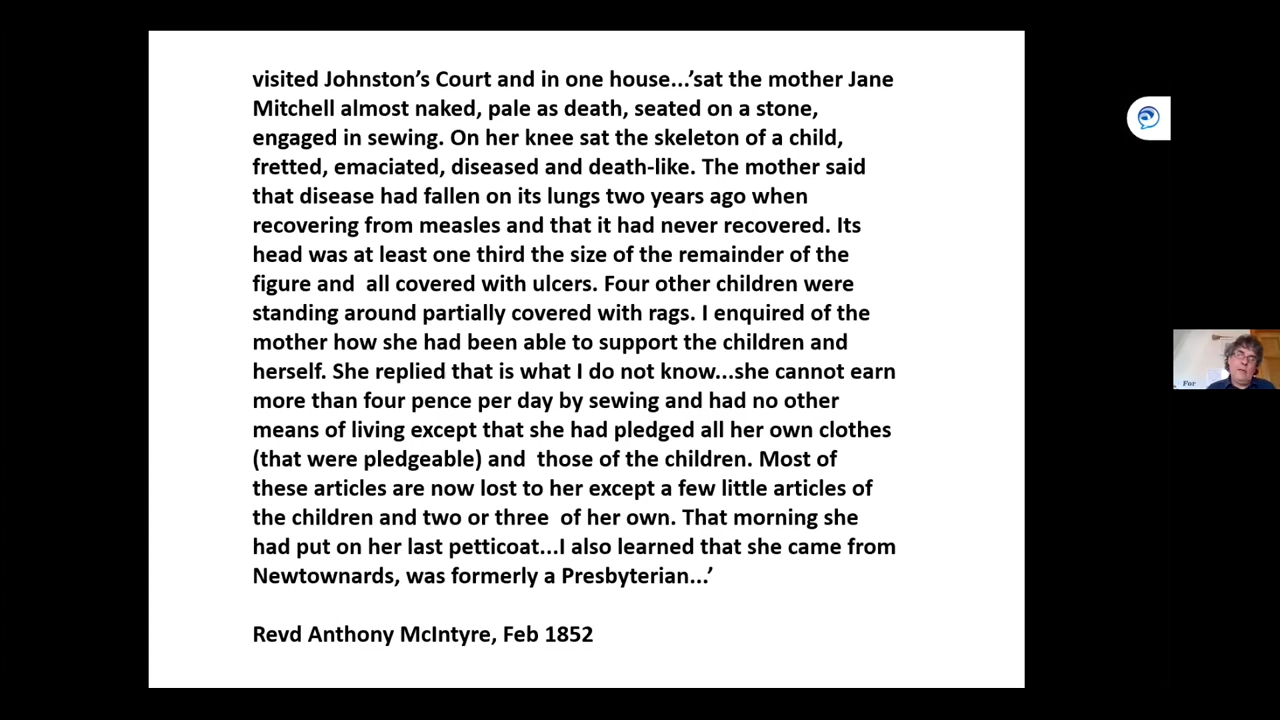 visited Johnston’s Court and in one house...’sat the mother Jane
Mitchell almost naked, pale as death, seated on a stone,
engaged in sewing. On her knee sat the skeleton of a child,
fretted, emaciated, diseased and death-like. The mother said
that disease had fallen on its lungs two years ago when
recovering from measles and that it had never recovered. Its
head was at least one third the size of the remainder of the
figure and  all covered with ulcers. Four other children were
standing around partially covered with rags. I enquired of the
mother how she had been able to support the children and
herself. She replied that is what I do not know...she cannot earn
more than four pence per day by sewing and had no other
means of living except that she had pledged all her own clothes
(that were pledgeable) and  those of the children. Most of
these articles are now lost to her except a few little articles of
the children and two or three  of her own. That morning she
had put on her last petticoat...I also learned that she came from
Newtownards, was formerly a Presbyterian...’
Revd Anthony McIntyre, Feb 1852
For